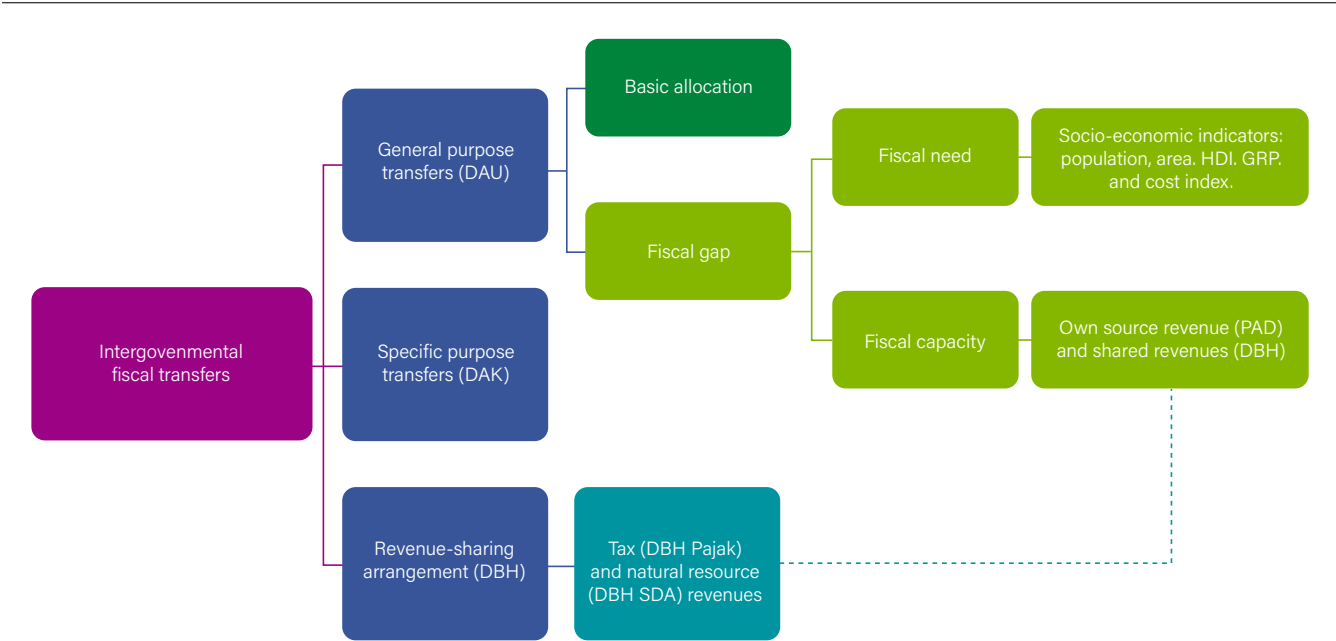 Basic allocation
General purpose
transfers (DAU)
Fiscal need
Socio-economic indicators:
population, area. HDI. GRP.
and cost index.
Fiscal gap
Intergovenmental
fiscal transfers
Specific purpose
transfers (DAK)
Fiscal capacity
Own source revenue (PAD)
and shared revenues (DBH)
Revenue-sharing
arrangement (DBH)
Tax (DBH Pajak)
and natural resource
(DBH SDA) revenues